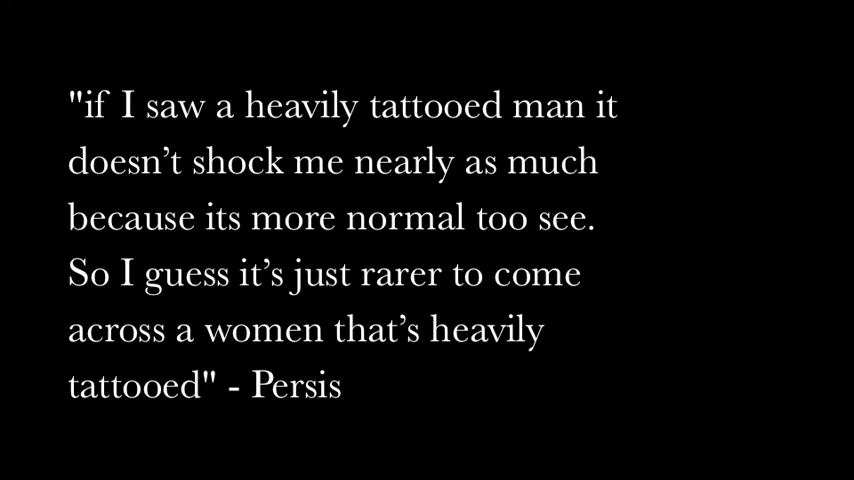 "if I saw a heavily tattooed man it
doesn’t shock me nearly as much
because its more normal too see.
So I guess it’s just rarer to come
across a women that’s heavily
tattooed" - Persis